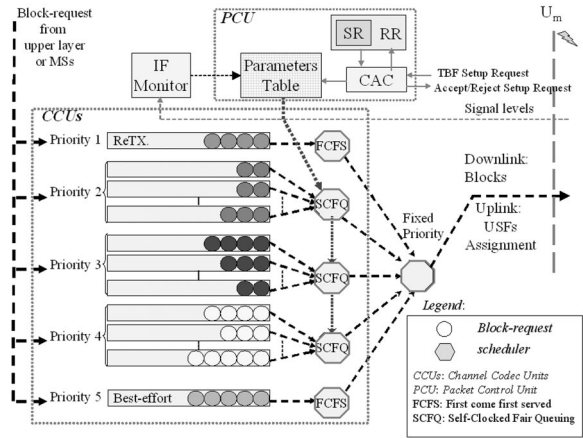 Block-request
from
upper layer
or MSs
PCU
SR RR
IF
Monitor
Parameters
Table
CAC
TBF Setup Request
Accept/Reject Setup Request
Signal levels
Um
CCUs
Priority 1
ReTX.
FCFS
Priority 2
SCFQ
Priority 3
SCFQ
Priority 4
SCFQ
Priority 5
Best-effort
FCFS
Fixed
Priority
Downlink:
Blocks
Uplink:
USFs
Assignment
Legend:
Block-request
scheduler
CCUs: Channel Codec Units
PCU: Packet Control Unit
FCFS: First come first served
SCFQ: Self-Clocked Fair Queuing